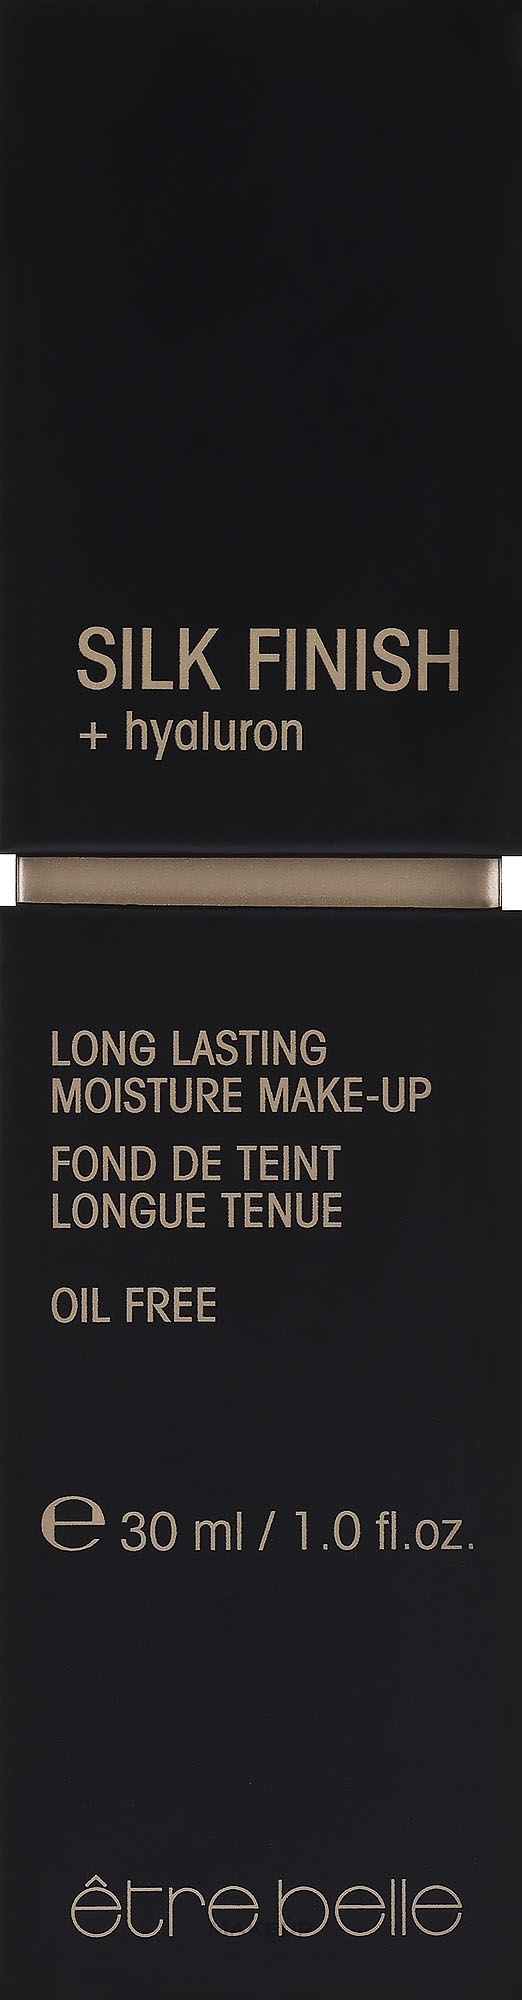 SILK FINISH
+ hyaluron
LONG LASTING
MOISTURE MAKE-UP
FOND DE TEINT
LONGUE TENUE
OIL FREE
℮ 30 ml / 1.0 fl.oz.
être belle